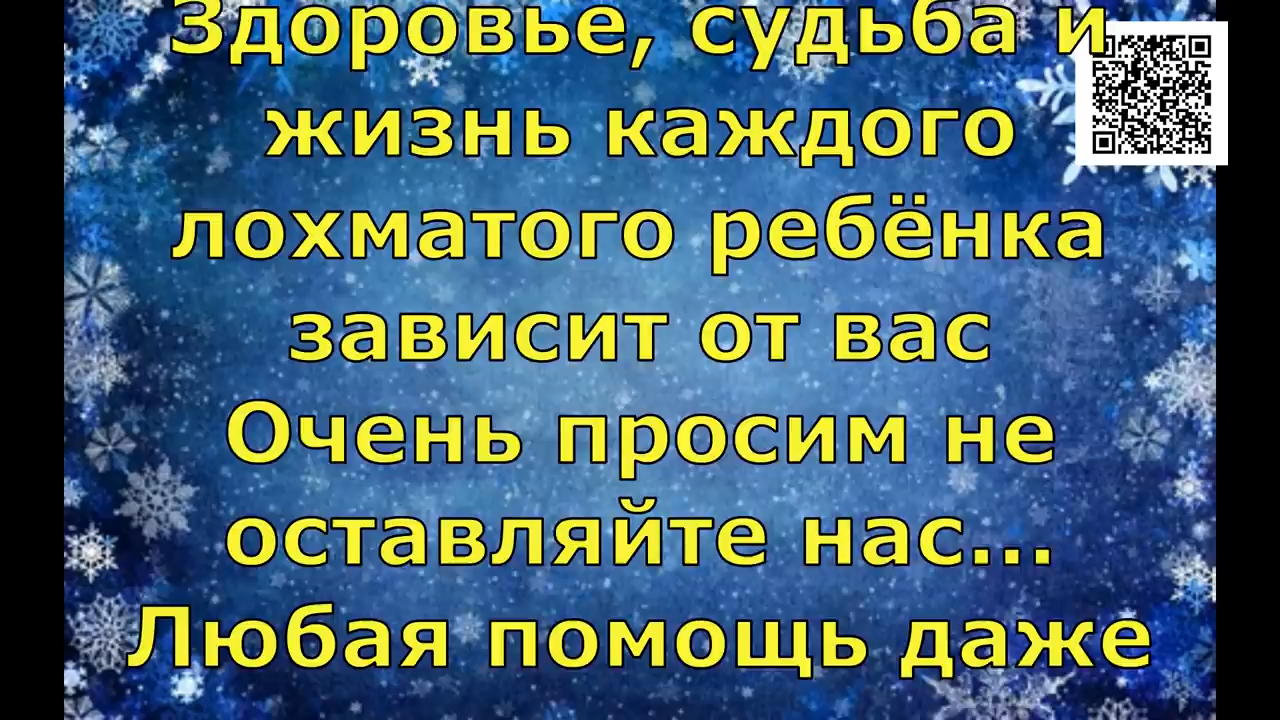 Здоровье, судьба и
жизнь каждого
лохматого ребёнка
зависит от вас
Очень просим не
оставляйте нас...
Любая помощь даже